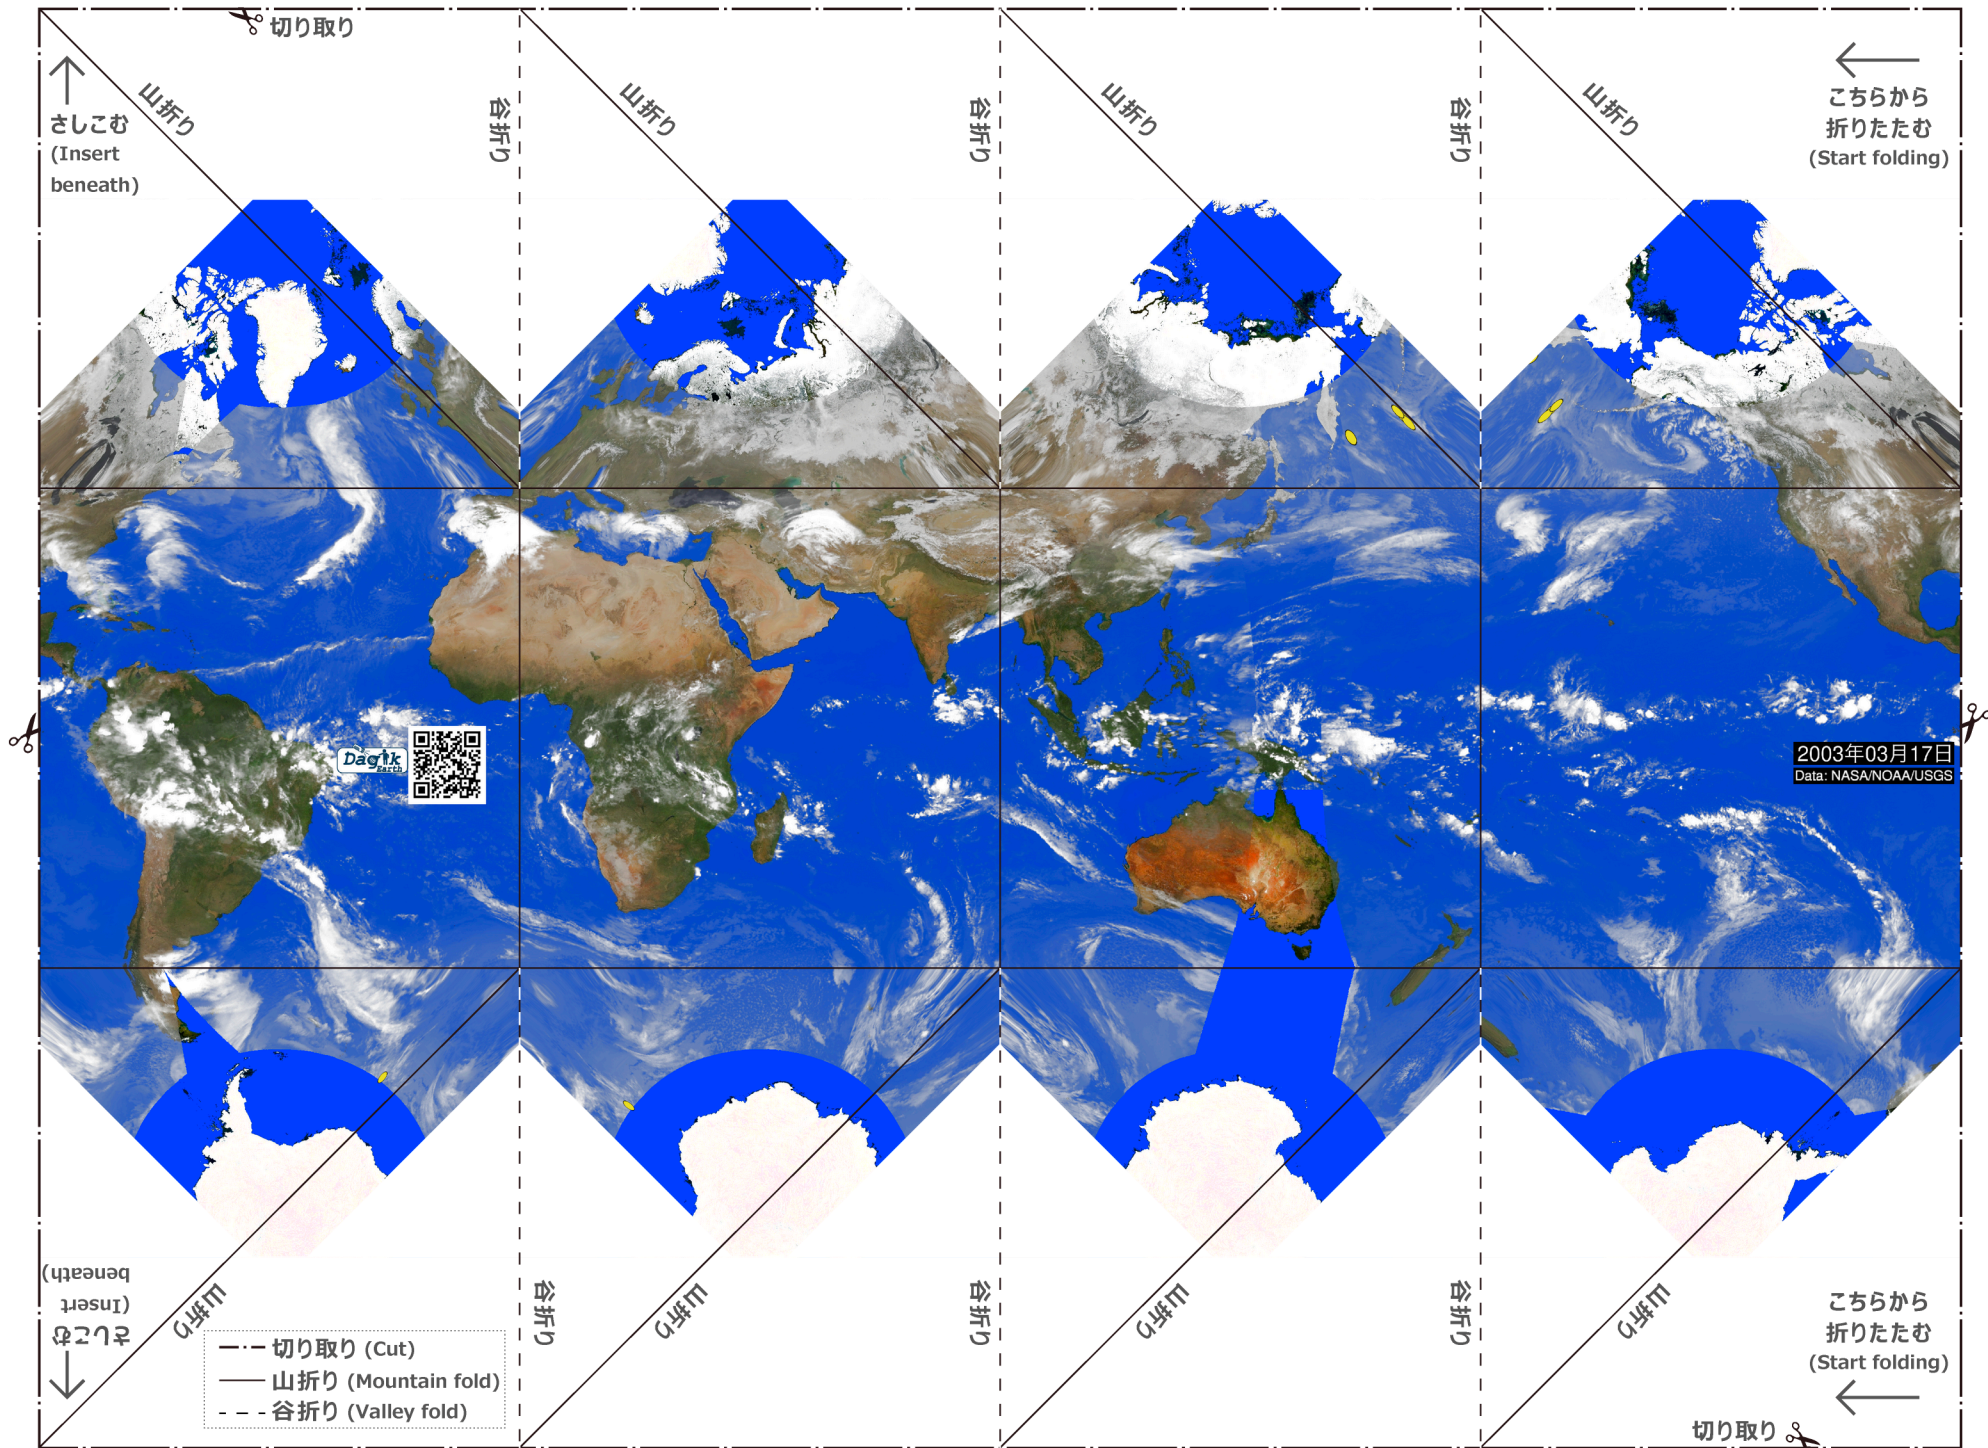 切り取り
山折り
谷折り
山折り
谷折り
山折り
谷折り
山折り
さしこむ
(Insert
beneath)
こちらから
折りたたむ
(Start folding)
Dagik
Earth
2003年03月17日
Data: NASA/NOAA/USGS
さしこむ
(Insert
beneath)
山折り
谷折り
山折り
谷折り
山折り
谷折り
山折り
こちらから
折りたたむ
(Start folding)
切り取り (Cut)
山折り (Mountain fold)
谷折り (Valley fold)
切り取り